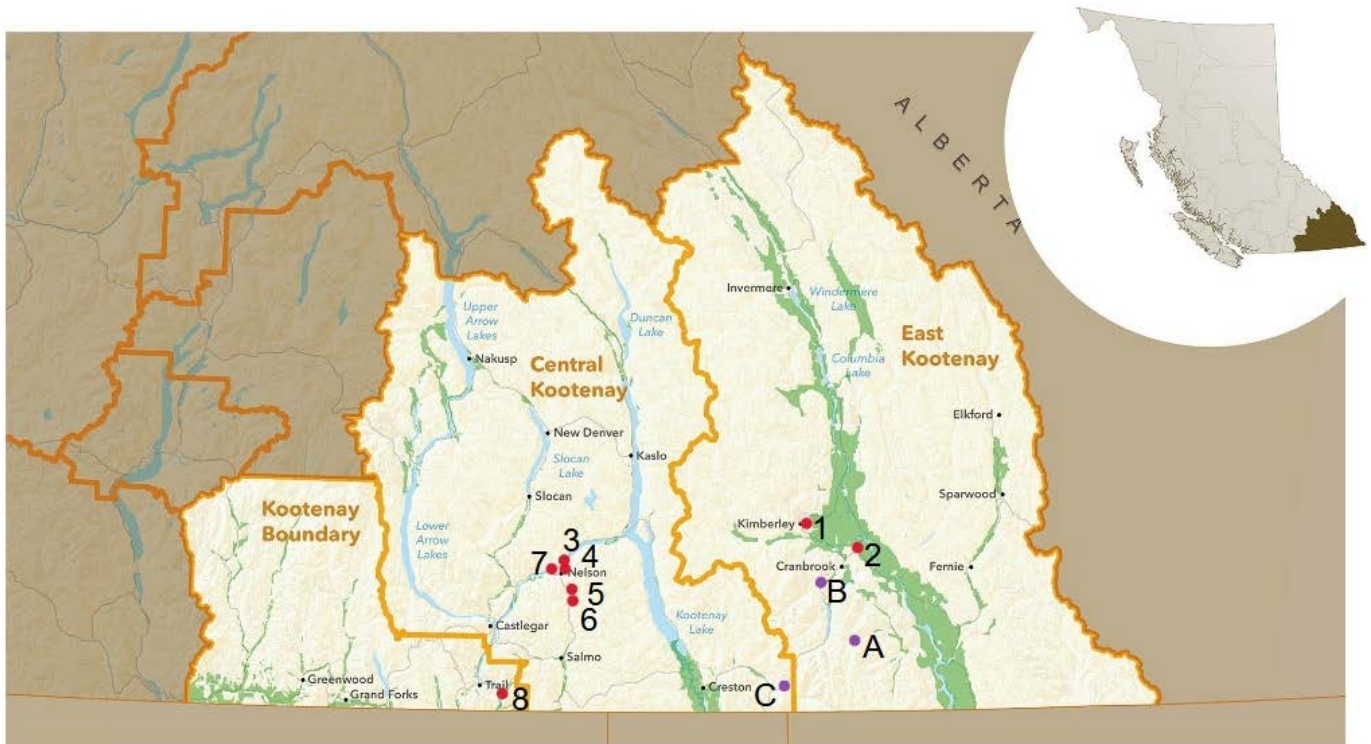 ALBERTA
Invermere
Windermere
Lake
Upper
Arrow
Lakes
Duncan
Lake
East
Kootenay
Nakusp
Central
Kootenay
Columbia
Lake
Elkford
New Denver
Slocan
Lake
Kaslo
Slocan
Sparwood
Kootenay
Boundary
Lower
Arrow
Lakes
Kimberley
1
3
4
7
Nelson
2
Cranbrook
Fernie
B
5
6
Kootenay
Lake
Castlegar
A
Salmo
Greenwood
Grand Forks
Trail
8
Creston
C